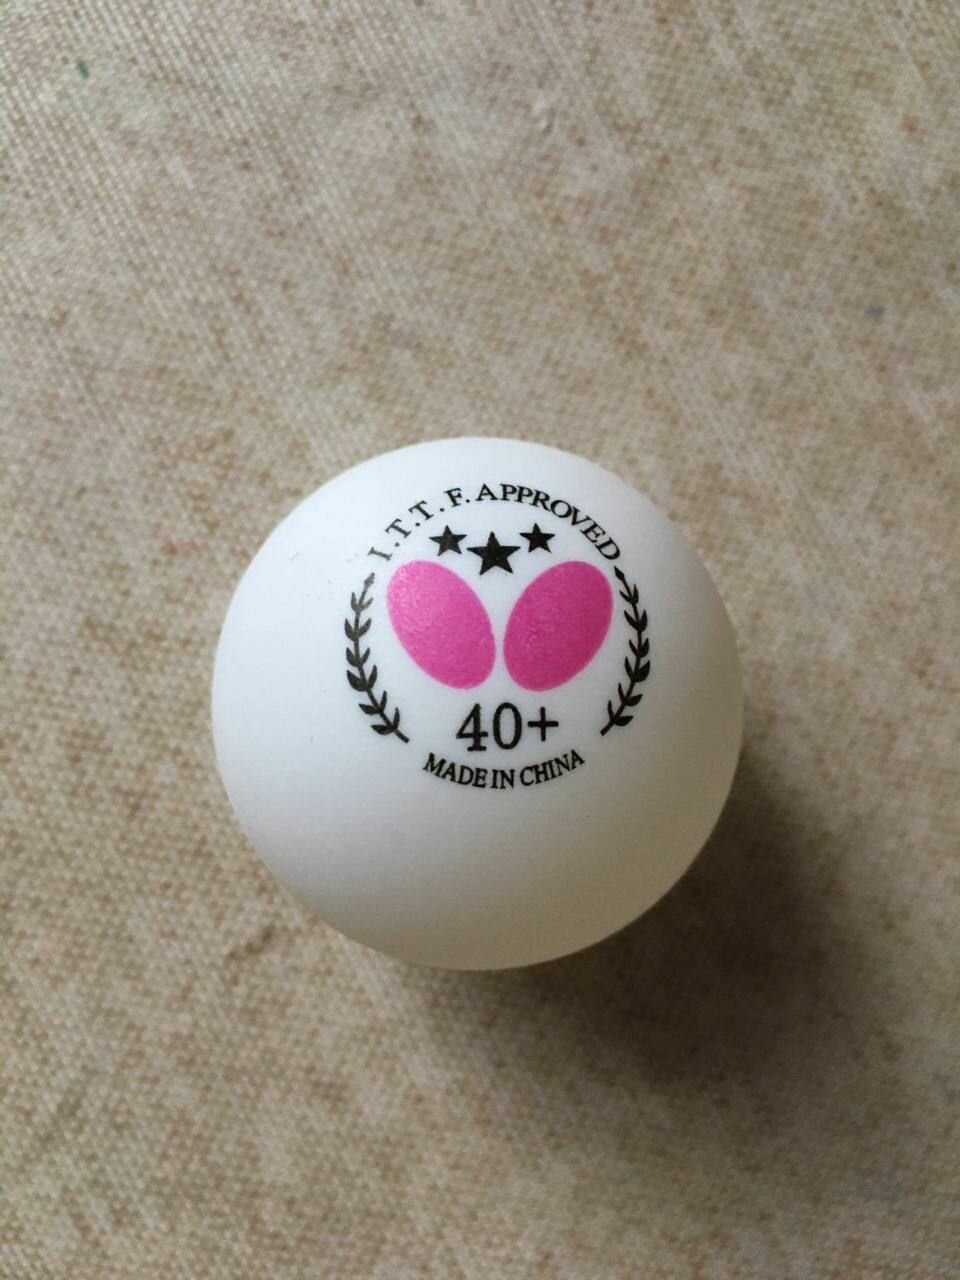 I.T.T.F. APPROVED
40+
MADE IN CHINA